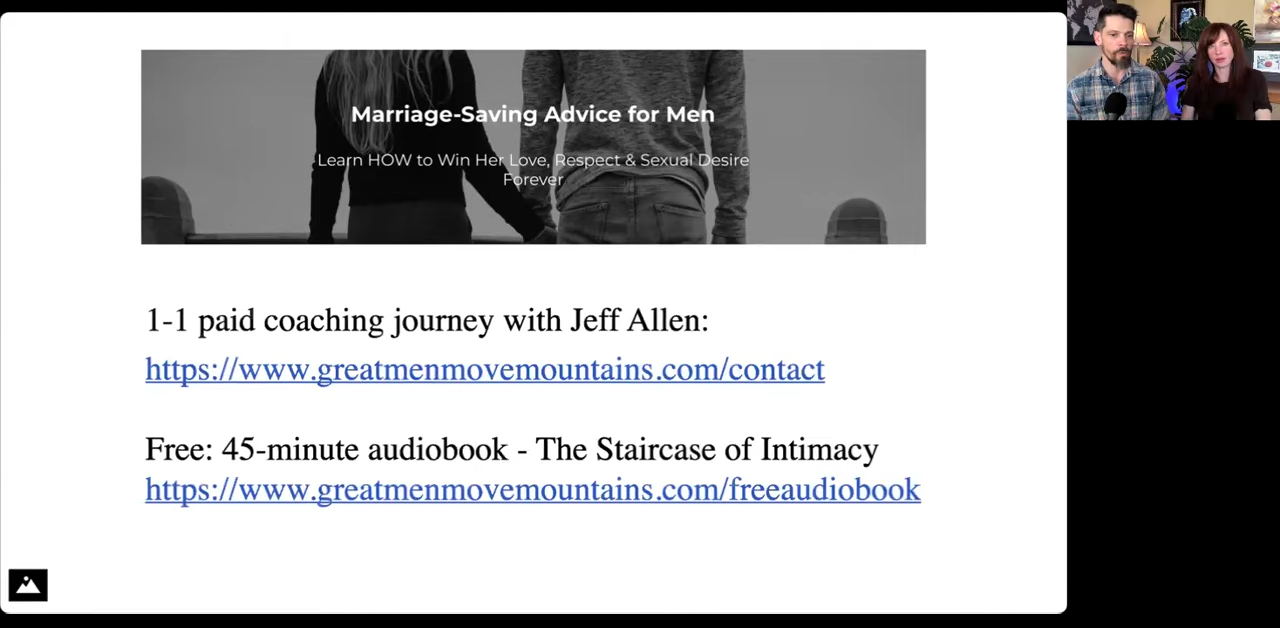 Marriage-Saving Advice for Men
Learn HOW to Win Her Love, Respect & Sexual Desire
Forever
1-1 paid coaching journey with Jeff Allen:
https://www.greatmenmovemountains.com/contact
Free: 45-minute audiobook - The Staircase of Intimacy
https://www.greatmenmovemountains.com/freeaudiobook